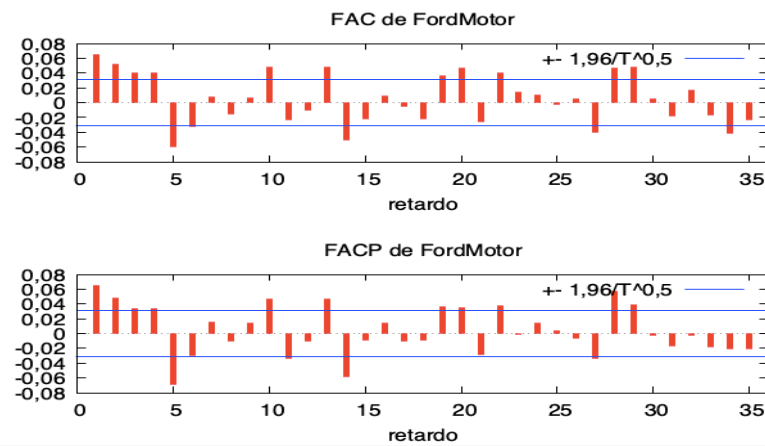 FAC de FordMotor
+- 1,96/T^0,5
0,08
0,06
0,04
0,02
0
-0,02
-0,04
-0,06
-0,08
0 5 10 15 20 25 30 35
retardo
FACP de FordMotor
+- 1,96/T^0,5
0,08
0,06
0,04
0,02
0
-0,02
-0,04
-0,06
-0,08
0 5 10 15 20 25 30 35
retardo